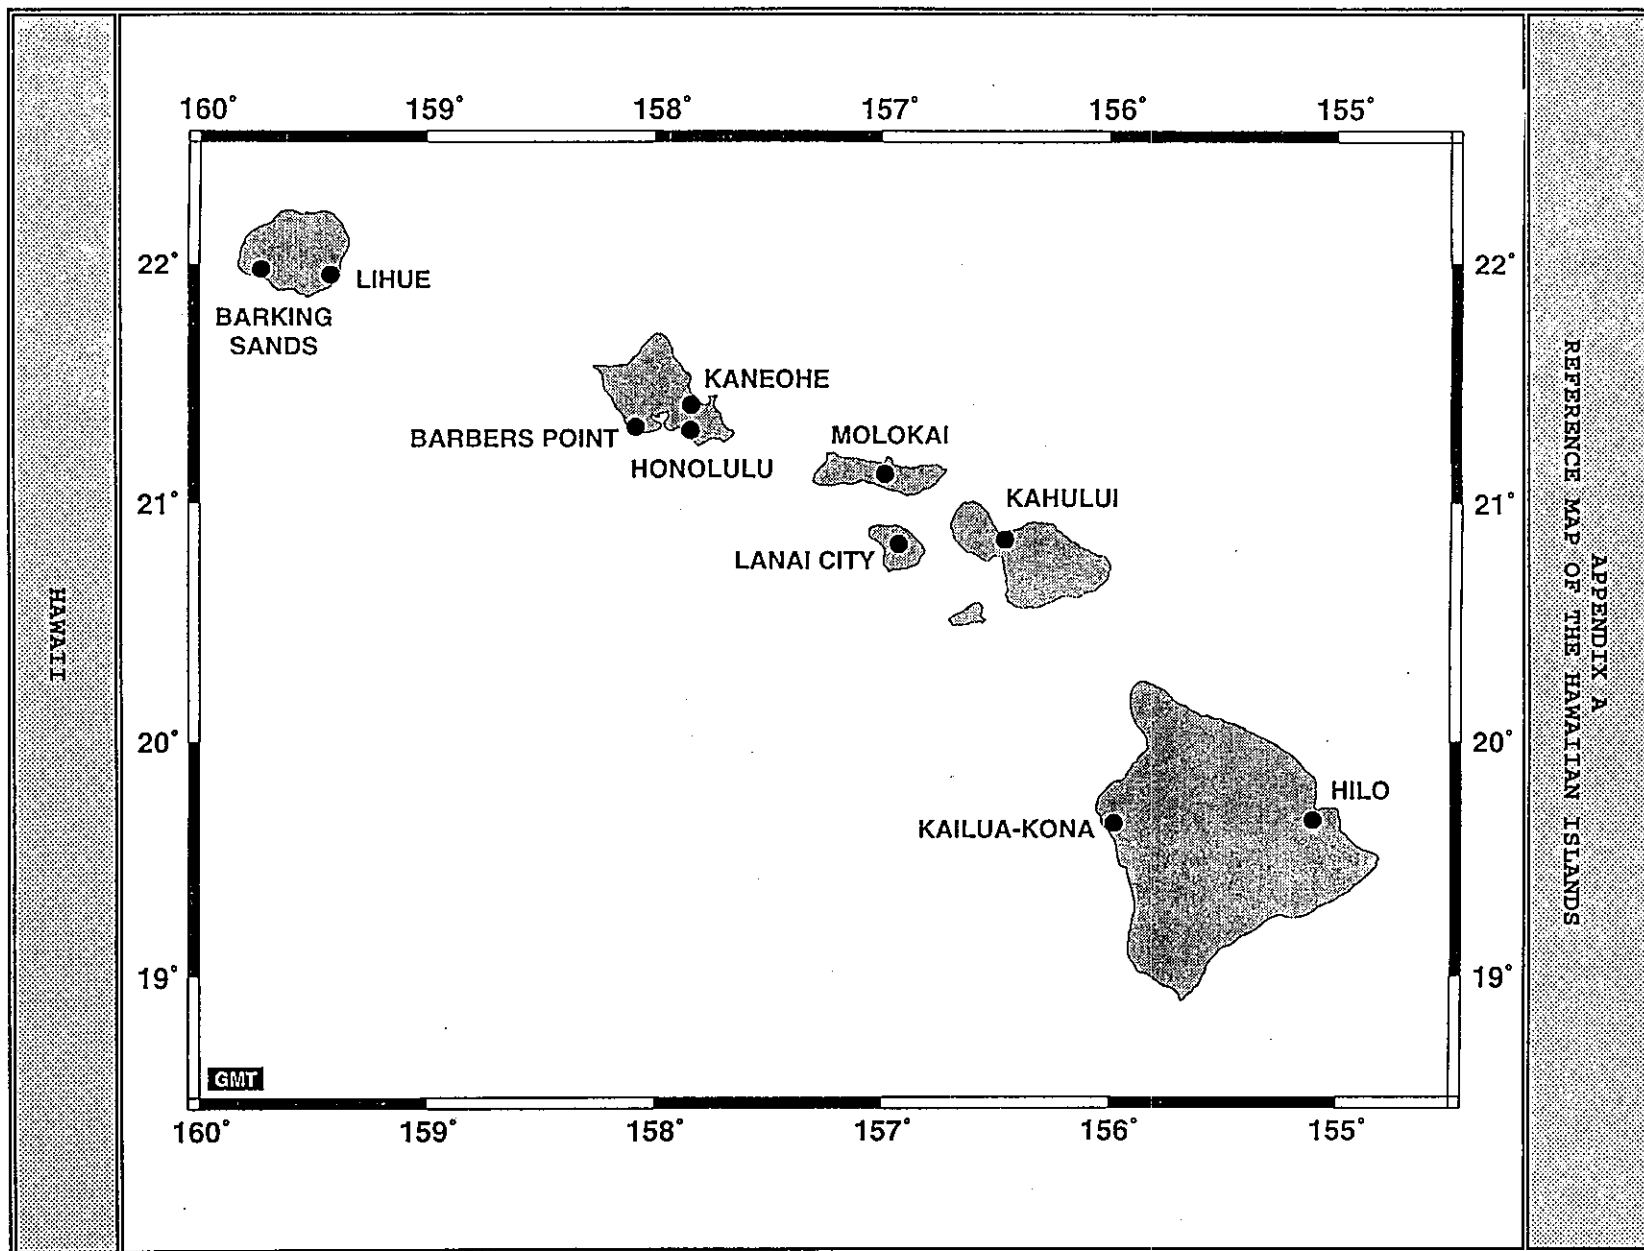 APPENDIX A
REFERENCE MAP OF THE HAWAIIAN ISLANDS
160° 159° 158° 157° 156° 155°
22° 22°
LIHUE
BARKING
SANDS
KANEOHE
BARBERS POINT
HONOLULU
MOLOKAI
21° 21°
KAHULUI
LANAI CITY
20° 20°
HILO
KAILUA-KONA
19° 19°
GMT
160° 159° 158° 157° 156° 155°
HAWAII